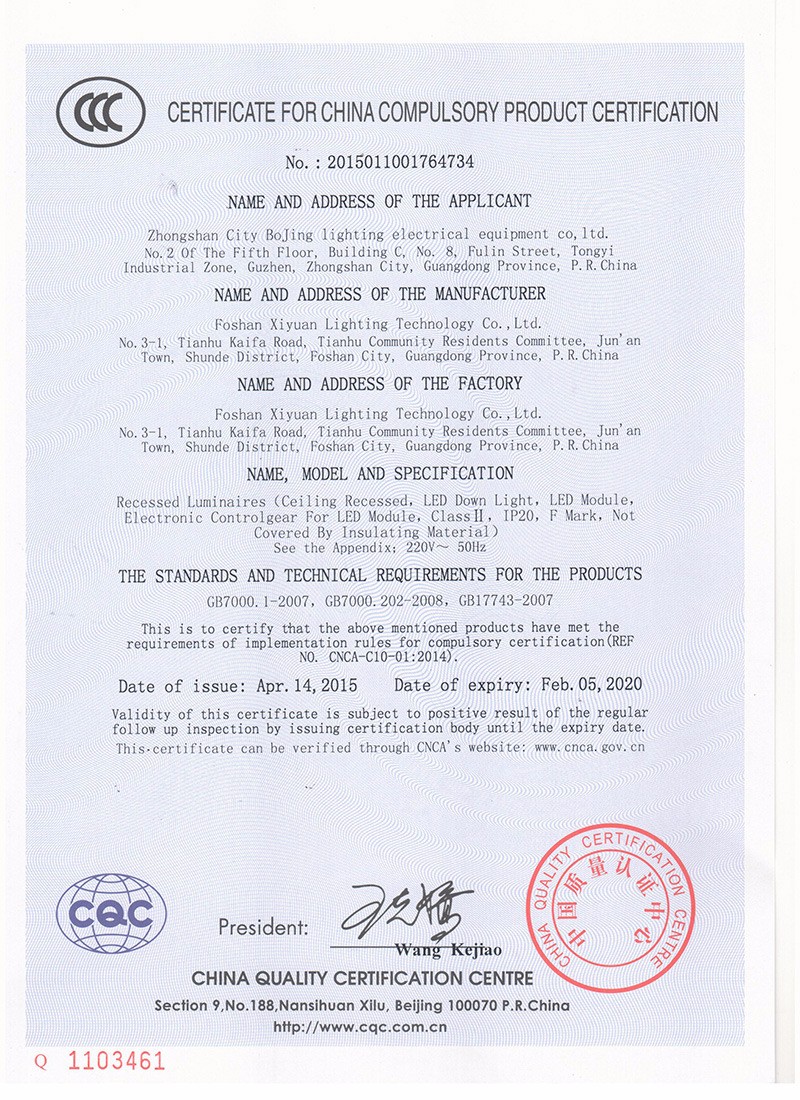 CCC
CERTIFICATE FOR CHINA COMPULSORY PRODUCT CERTIFICATION
No. : 2015011001764734
NAME AND ADDRESS OF THE APPLICANT
Zhongshan City BoJing lighting electrical equipment co,ltd.
No.2 Of The Fifth Floor, Building C, No. 8, Fulin Street, Tongyi
Industrial Zone, Guzhen, Zhongshan City, Guangdong Province, P.R.China
NAME AND ADDRESS OF THE MANUFACTURER
Foshan Xiyuan Lighting Technology Co.,Ltd.
No.3-1, Tianhu Kaifa Road, Tianhu Community Residents Committee, Jun'an
Town, Shunde District, Foshan City, Guangdong Province, P.R.China
NAME AND ADDRESS OF THE FACTORY
Foshan Xiyuan Lighting Technology Co.,Ltd.
No.3-1, Tianhu Kaifa Road, Tianhu Community Residents Committee, Jun'an
Town, Shunde District, Foshan City, Guangdong Province, P.R.China
NAME, MODEL AND SPECIFICATION
Recessed Luminaires (Ceiling Recessed, LED Down Light, LED Module,
Electronic Controlgear For LED Module, ClassⅡ, IP20, F Mark, Not
Covered By Insulating Material)
See the Appendix; 220V~ 50Hz
THE STANDARDS AND TECHNICAL REQUIREMENTS FOR THE PRODUCTS
GB7000.1-2007, GB7000.202-2008, GB17743-2007
This is to certify that the above mentioned products have met the
requirements of implementation rules for compulsory certification(REF
NO. CNCA-C10-01:2014).
Date of issue: Apr.14,2015 Date of expiry: Feb.05,2020
Validity of this certificate is subject to positive result of the regular
follow up inspection by issuing certification body until the expiry date.
This certificate can be verified through CNCA's website: www.cnca.gov.cn
CQC
President:
王克娇
Wang Kejiao
CHINA QUALITY CERTIFICATION CENTRE
中国质量认证中心
CHINA QUALITY CERTIFICATION CENTRE
Section 9,No.188,Nansihuan Xilu, Beijing 100070 P.R.China
http://www.cqc.com.cn
Q 1103461